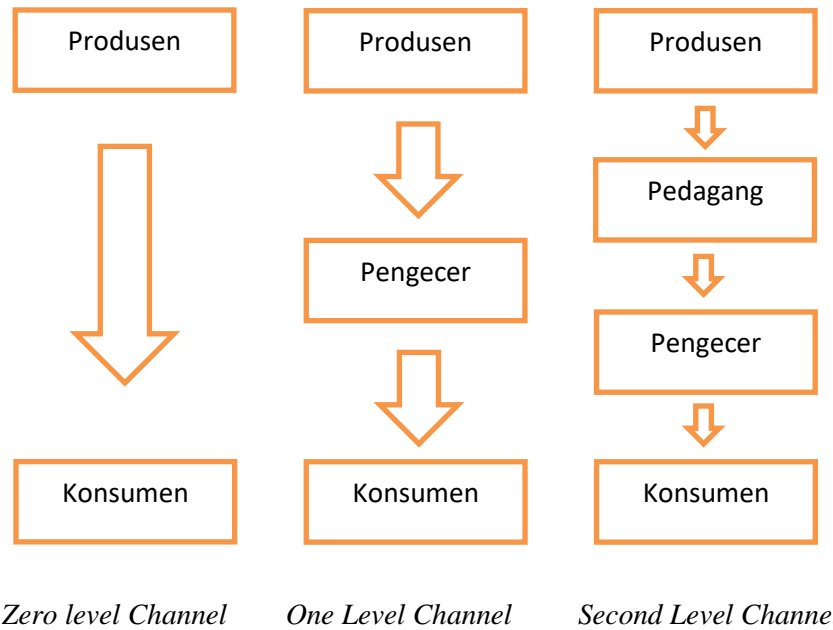 Produsen
Produsen
Produsen
Pedagang
Pengecer
Pengecer
Konsumen
Konsumen
Konsumen
Zero level Channel
One Level Channel
Second Level Channe